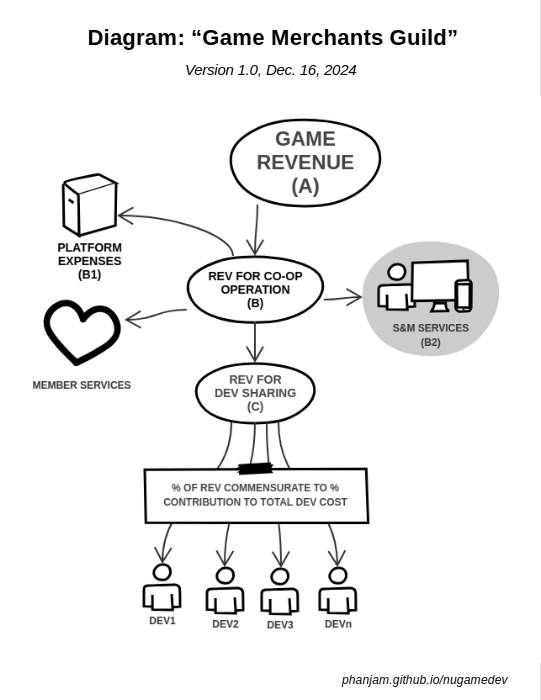 Diagram: “Game Merchants Guild”
Version 1.0, Dec. 16, 2024
GAME
REVENUE
(A)
PLATFORM
EXPENSES
(B1)
REV FOR CO-OP
OPERATION
(B)
S&M SERVICES
(B2)
MEMBER SERVICES
REV FOR
DEV SHARING
(C)
% OF REV COMMENSURATE TO %
CONTRIBUTION TO TOTAL DEV COST
DEV1
DEV2
DEV3
DEVn
phanjam.github.io/nugamedev